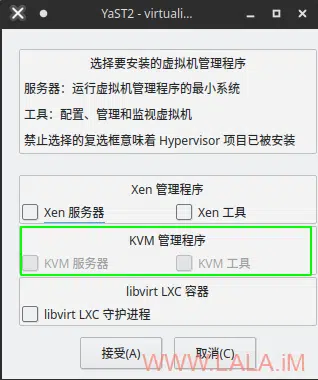 YaST2 - virtuali...
选择要安装的虚拟机管理程序
服务器：运行虚拟机管理程序的最小系统
工具：配置、管理和监视虚拟机
禁止选择的复选框意味着 Hypervisor 项目已被安装
Xen 管理程序
Xen 服务器 Xen 工具
KVM 管理程序
KVM 服务器 KVM 工具
libvirt LXC 容器
libvirt LXC 守护进程
接受(A) 取消(C)
WWW.LALA.iM